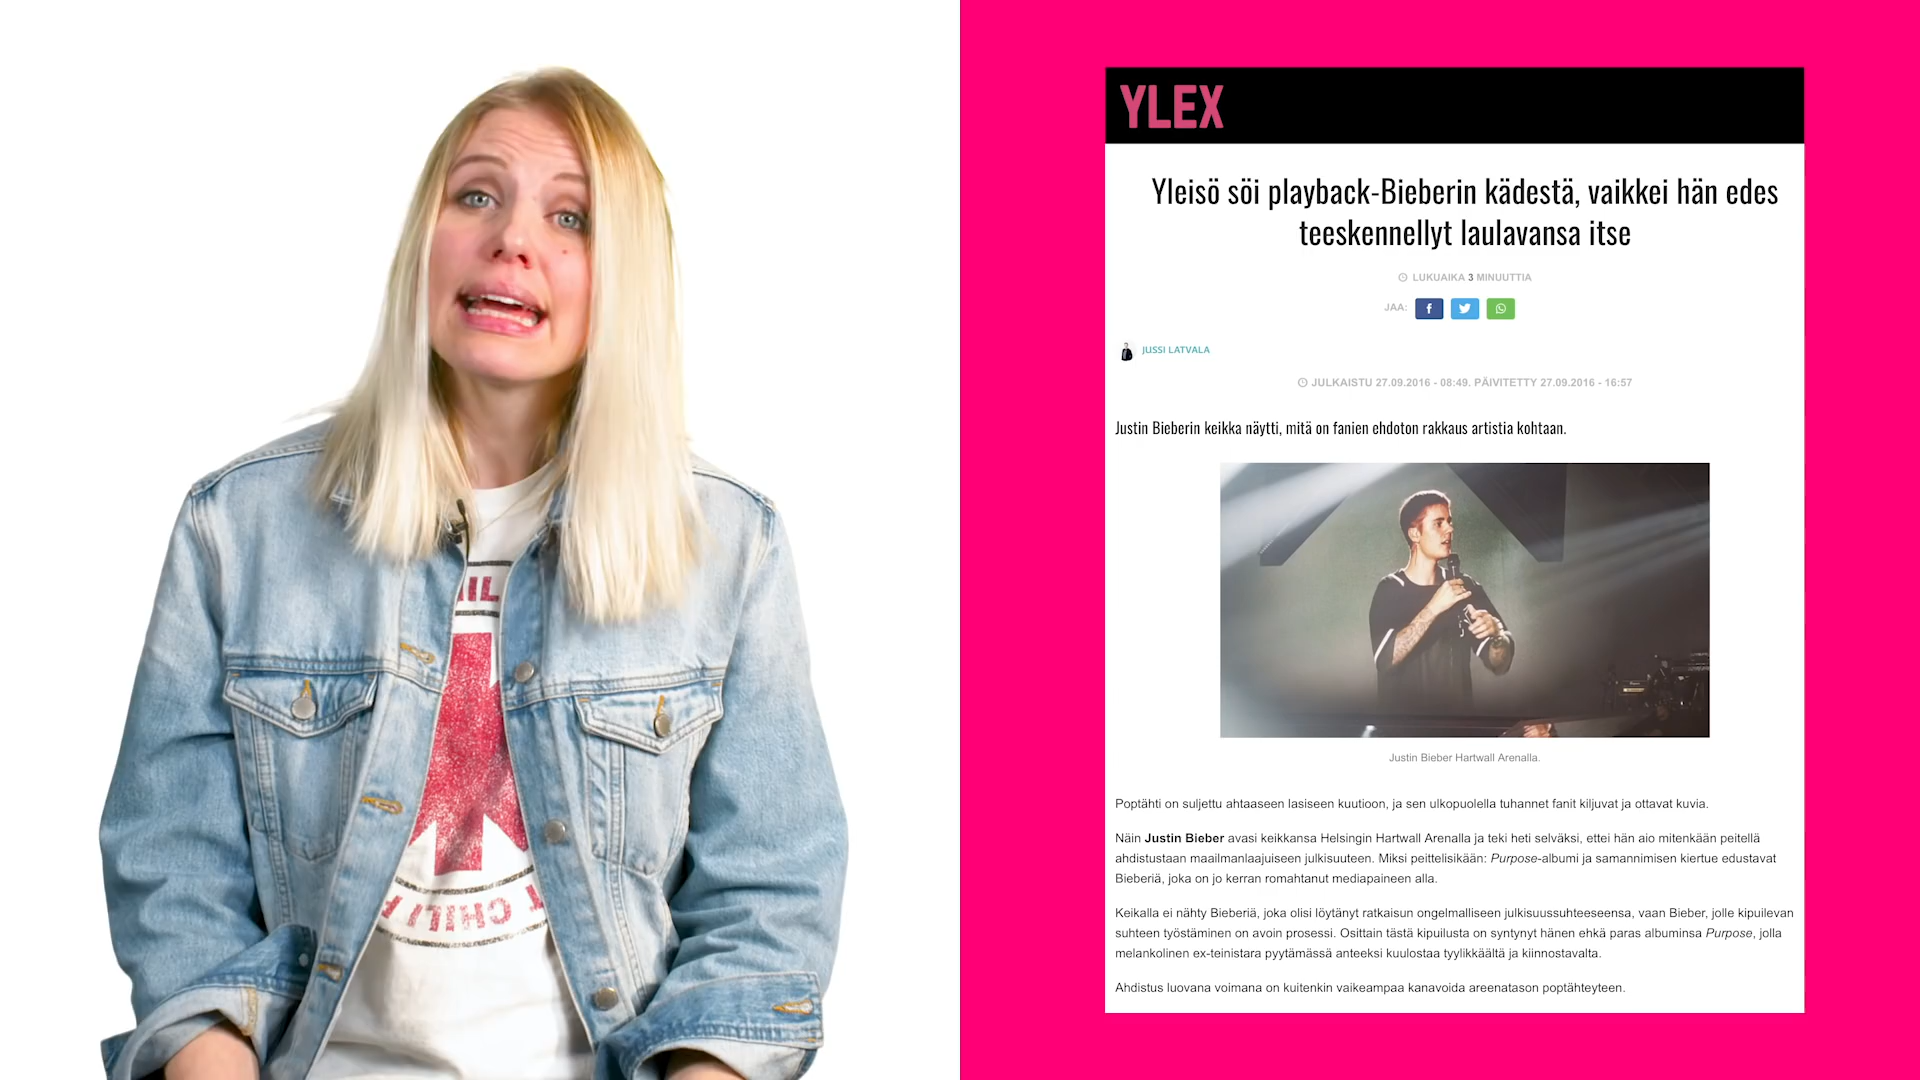 YLEX
Yleisö söi playback-Bieberin kädestä, vaikkei hän edes
teeskennellyt laulavansa itse
LUKUAIKA 3 MINUUTTIA
JAA:
JUSSI LATVALA
JULKAISTU 27.09.2016 - 08:49. PÄIVITETTY 27.09.2016 - 16:57
Justin Bieberin keikka näytti, mitä on fanien ehdoton rakkaus artistia kohtaan.
Justin Bieber Hartwall Arenalla.
Poptähti on suljettu ahtaaseen lasiseen kuutioon, ja sen ulkopuolella tuhannet fanit kiljuvat ja ottavat kuvia.
Näin Justin Bieber avasi keikkansa Helsingin Hartwall Arenalla ja teki heti selväksi, ettei hän aio mitenkään peitellä
ahdistustaan maailmanlaajuiseen julkisuuteen. Miksi peittelisikään: Purpose-albumi ja samannimisen kiertue edustavat
Bieberiä, joka on jo kerran romahtanut mediapaineen alla.
Keikalla ei nähty Bieberiä, joka olisi löytänyt ratkaisun ongelmalliseen julkisuussuhteeseensa, vaan Bieber, jolle kipuilevan
suhteen työstäminen on avoin prosessi. Osittain tästä kipuilusta on syntynyt hänen ehkä paras albuminsa Purpose, jolla
melankolinen ex-teinistara pyytämässä anteeksi kuulostaa tyylikkäältä ja kiinnostavalta.
Ahdistus luovana voimana on kuitenkin vaikeampaa kanavoida areenatason poptähteyteen.
CHILI